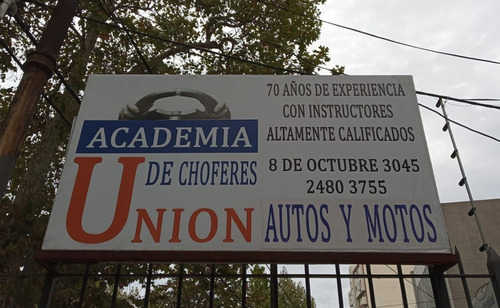 ACADEMIA
DE CHOFERES
UNION
70 AÑOS DE EXPERIENCIA
CON INSTRUCTORES
ALTAMENTE CALIFICADOS
8 DE OCTUBRE 3045
2480 3755
AUTOS Y MOTOS